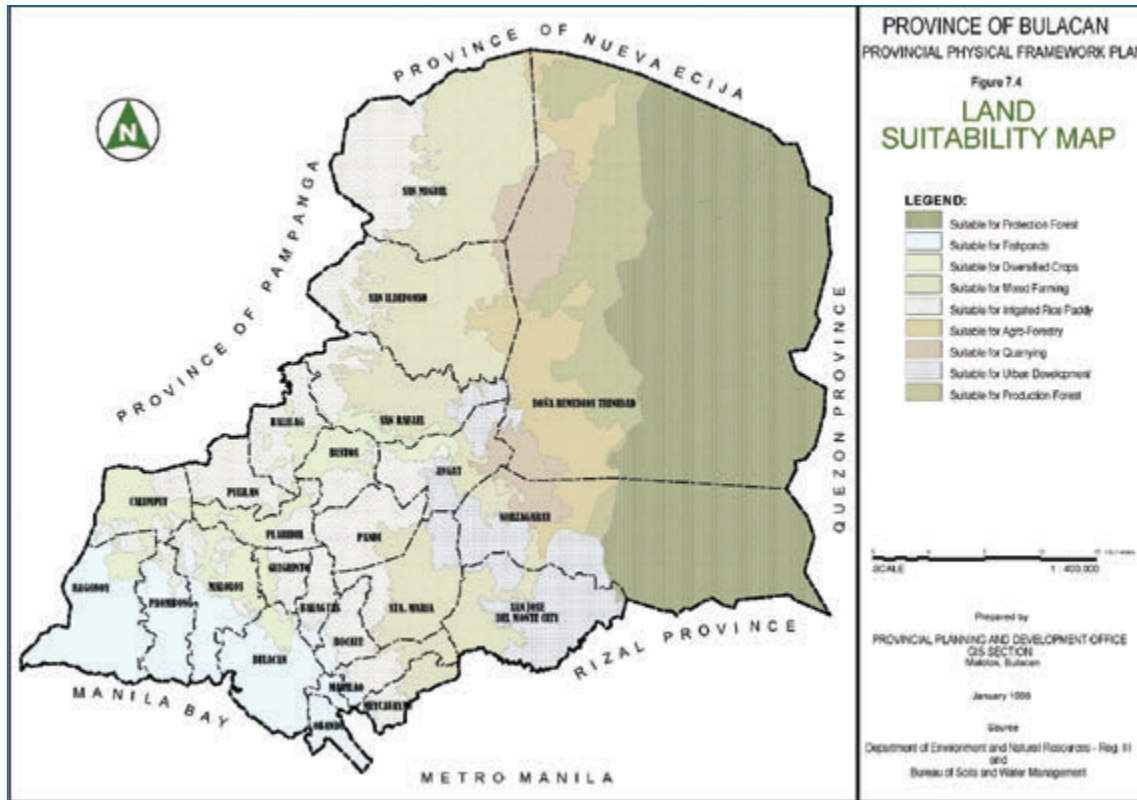 PROVINCE OF BULACAN
PROVINCIAL PHYSICAL FRAMEWORK PLAN
Figure 7.4
LAND
SUITABILITY MAP
LEGEND:
Suitable for Protection Forest
Suitable for Fishponds
Suitable for Diversified Crops
Suitable for Mixed Farming
Suitable for Irrigated Rice Paddy
Suitable for Agro-Forestry
Suitable for Quarrying
Suitable for Urban Development
Suitable for Production Forest
SCALE 1 : 400,000
Prepared by
PROVINCIAL PLANNING AND DEVELOPMENT OFFICE
GIS SECTION
Malolos, Bulacan
January 1998
Source
Department of Environment and Natural Resources - Reg. III
and
Bureau of Soils and Water Management
N
PROVINCE OF NUEVA ECIJA
PROVINCE OF PAMPANGA
QUEZON PROVINCE
RIZAL PROVINCE
MANILA BAY
METRO MANILA
SAN MIGUEL
SAN ILDEFONSO
DOÑA REMEDIOS TRINIDAD
SAN RAFAEL
BALIUAG
BUSTOS
ANGAT
CALUMPIT
PULILAN
NORZAGARAY
PLARIDEL
PANDI
GUIGUINTO
HAGONOY
PAOMBONG
MALOLOS
BALAGTAS
STA. MARIA
SAN JOSE
DEL MONTE CITY
BOCAUE
BULACAN
MARILAO
MEYCAUAYAN
OBANDO